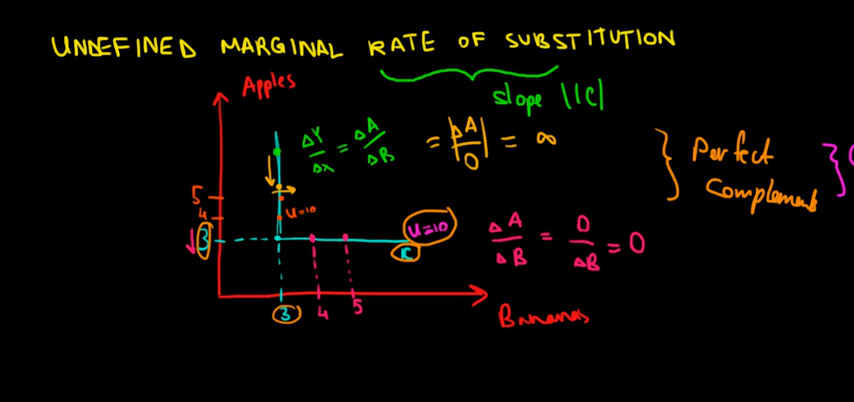 UNDEFINED MARGINAL RATE OF SUBSTITUTION
Apples
slope |IC|
ΔY/Δx = ΔA/ΔB = |ΔA/0| = ∞
} Perfect
Complement
5
4
3
U=10
U=10
IC
ΔA/ΔB = 0/ΔB = 0
3 4 5
Bananas